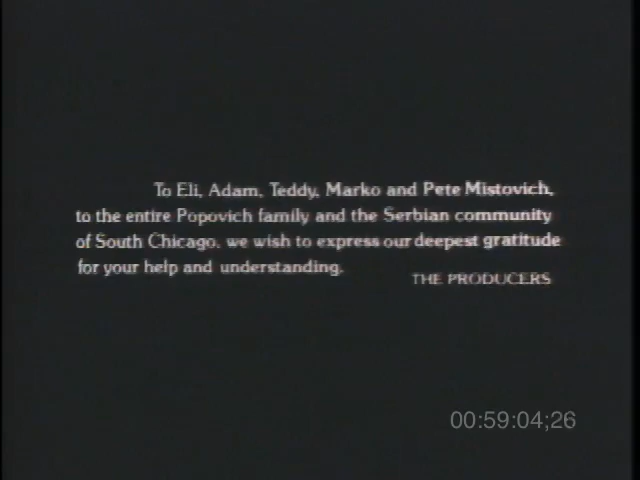 To Eli, Adam, Teddy, Marko and Pete Mistovich,
to the entire Popovich family and the Serbian community
of South Chicago, we wish to express our deepest gratitude
for your help and understanding.
THE PRODUCERS
00:59:04;26